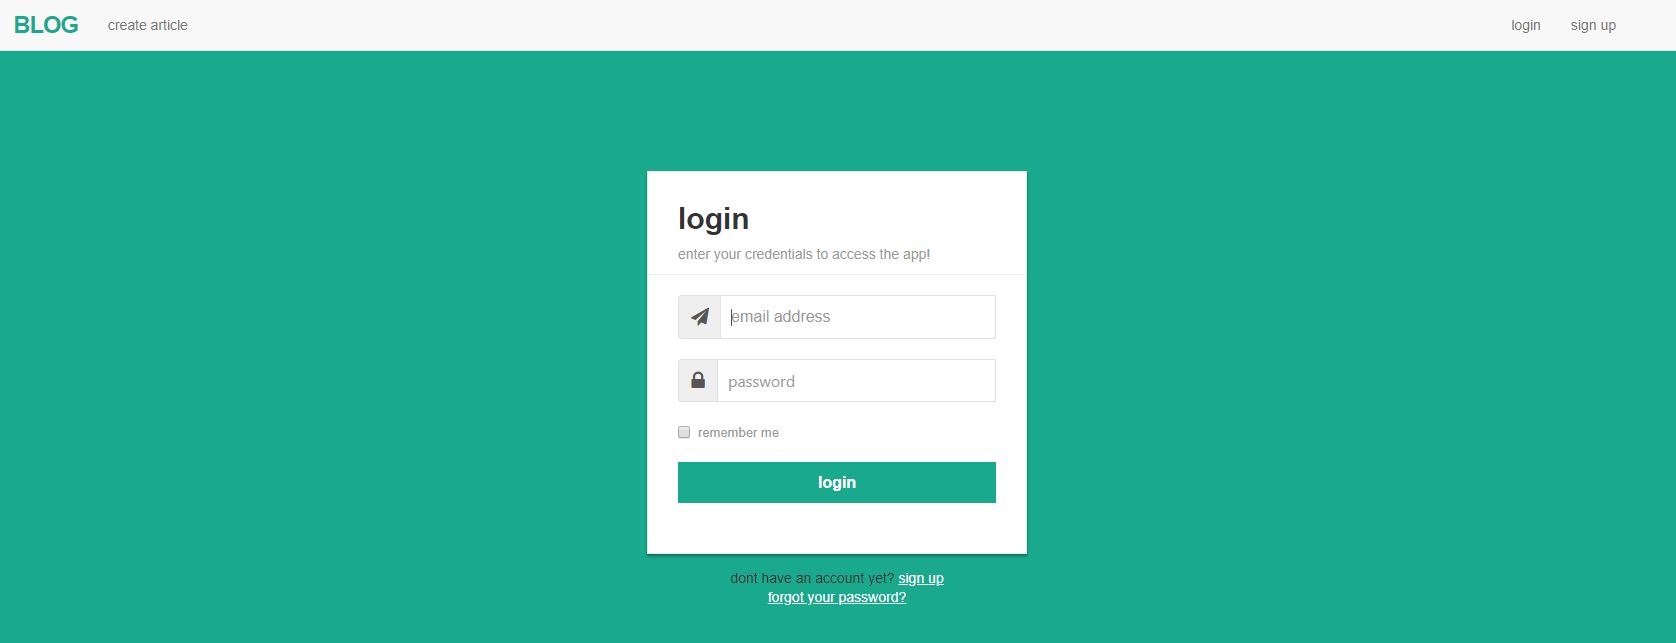 BLOG create article login sign up
login
enter your credentials to access the app!
email address
password
remember me
login
dont have an account yet? sign up
forgot your password?